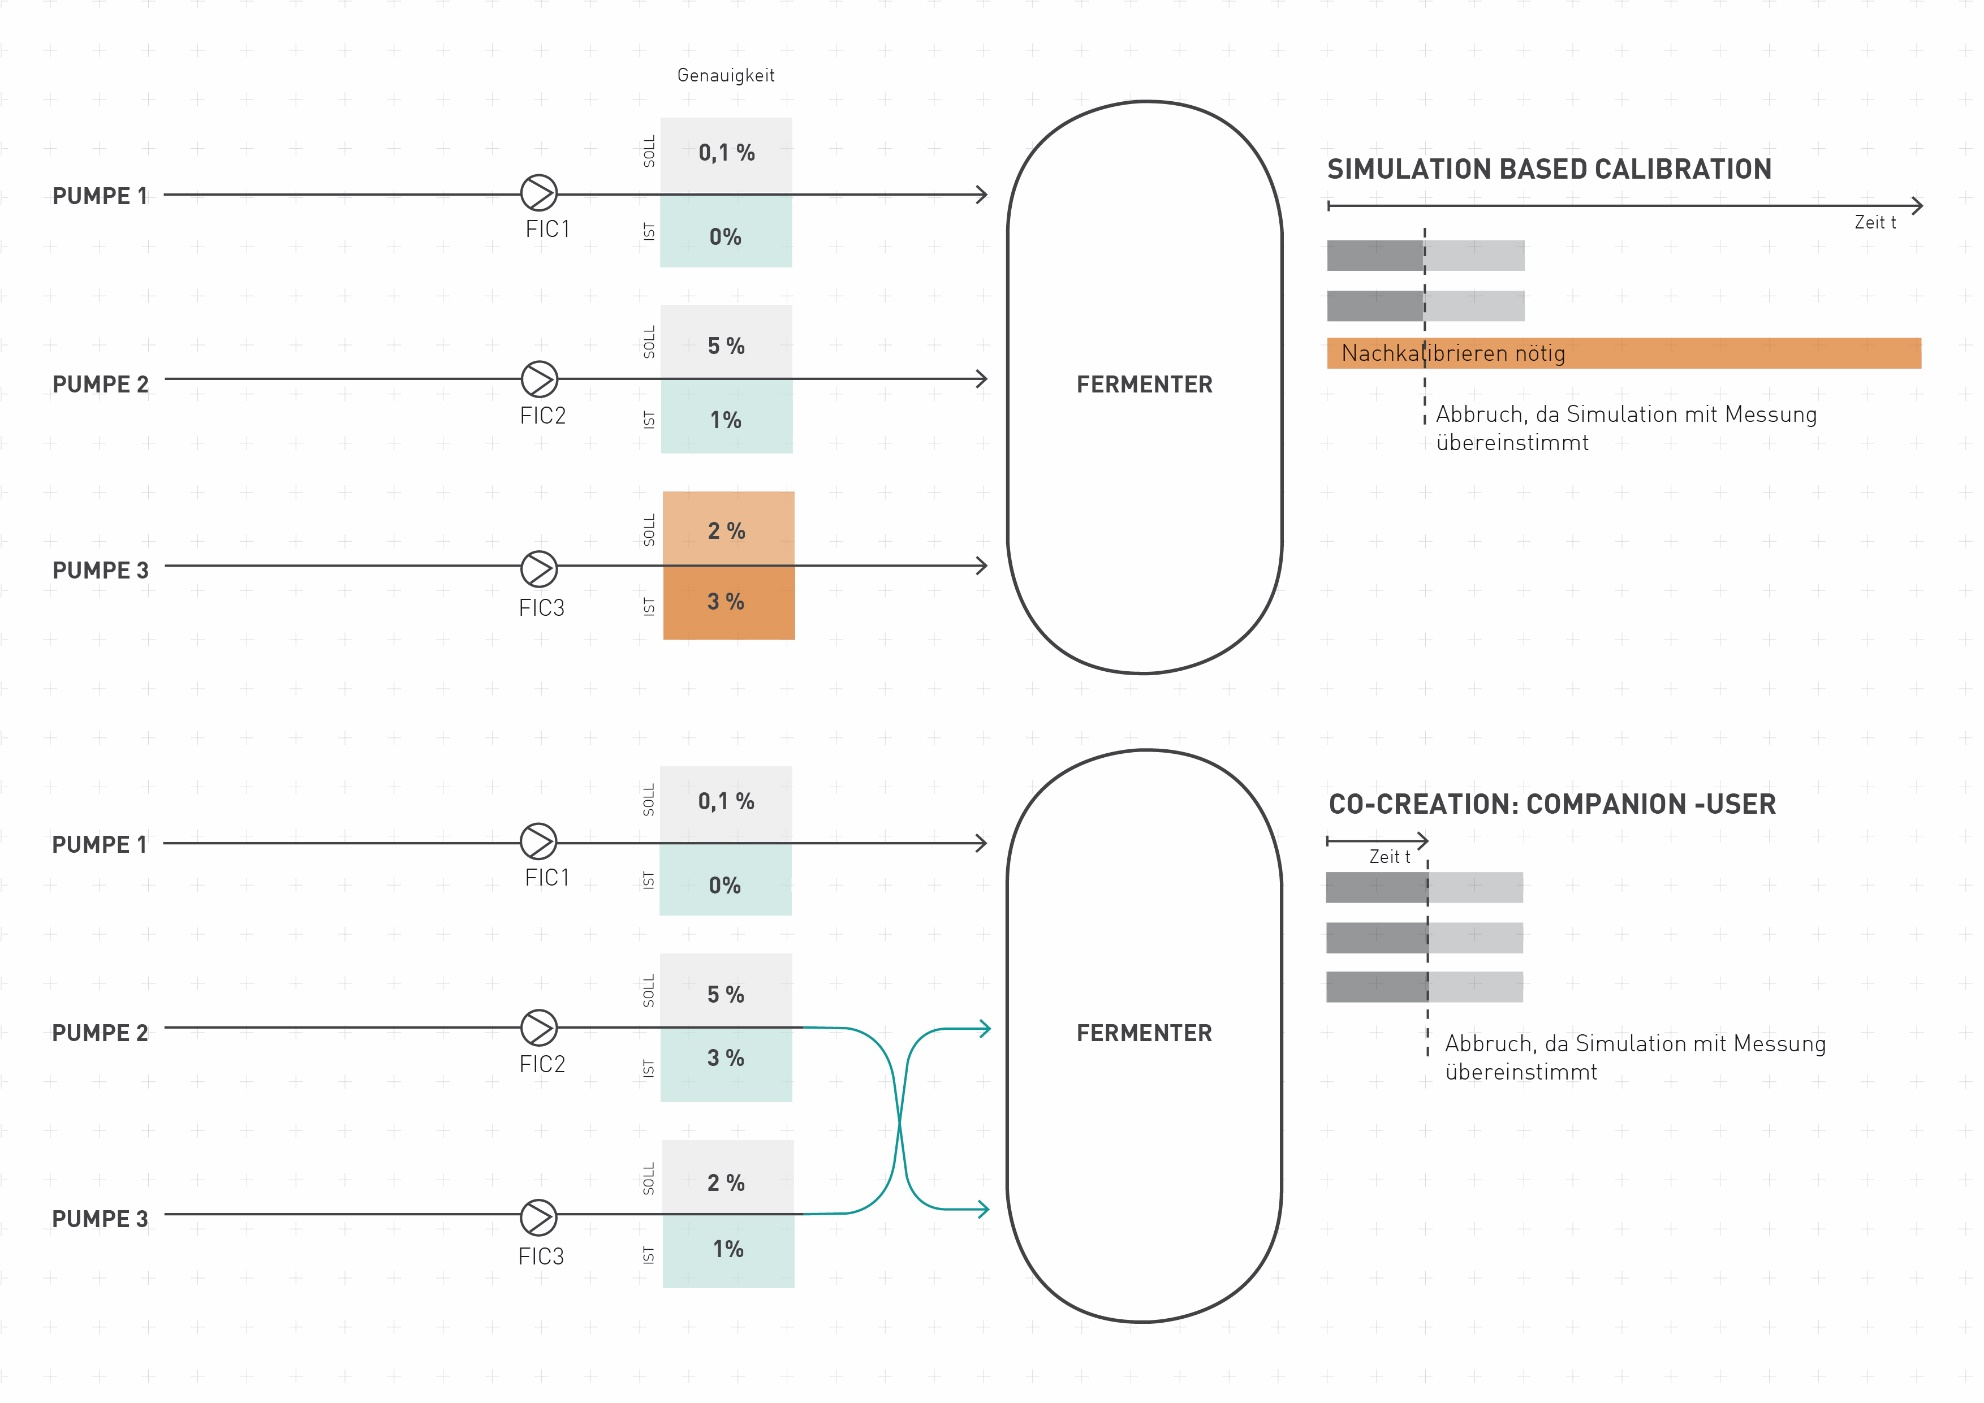 Genauigkeit
SOLL
0,1 %
PUMPE 1
FIC1
IST
0%
SOLL
5 %
PUMPE 2
FIC2
IST
1%
SOLL
2 %
PUMPE 3
FIC3
IST
3 %
FERMENTER
SIMULATION BASED CALIBRATION
Zeit t
Nachkalibrieren nötig
Abbruch, da Simulation mit Messung
übereinstimmt
SOLL
0,1 %
PUMPE 1
FIC1
IST
0%
SOLL
5 %
PUMPE 2
FIC2
IST
3 %
SOLL
2 %
PUMPE 3
FIC3
IST
1%
FERMENTER
CO-CREATION: COMPANION -USER
Zeit t
Abbruch, da Simulation mit Messung
übereinstimmt